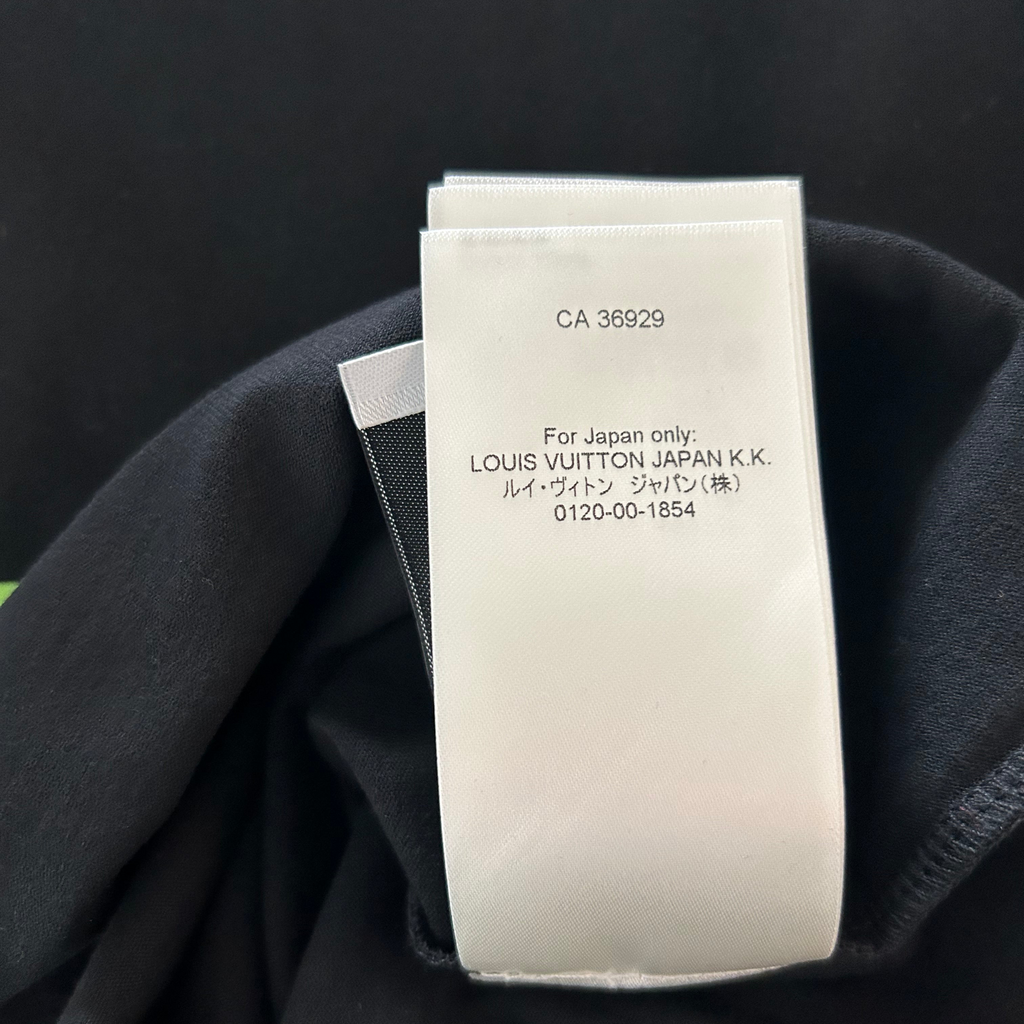 CA 36929
For Japan only:
LOUIS VUITTON JAPAN K.K.
ルイ・ヴィトン ジャパン(株)
0120-00-1854